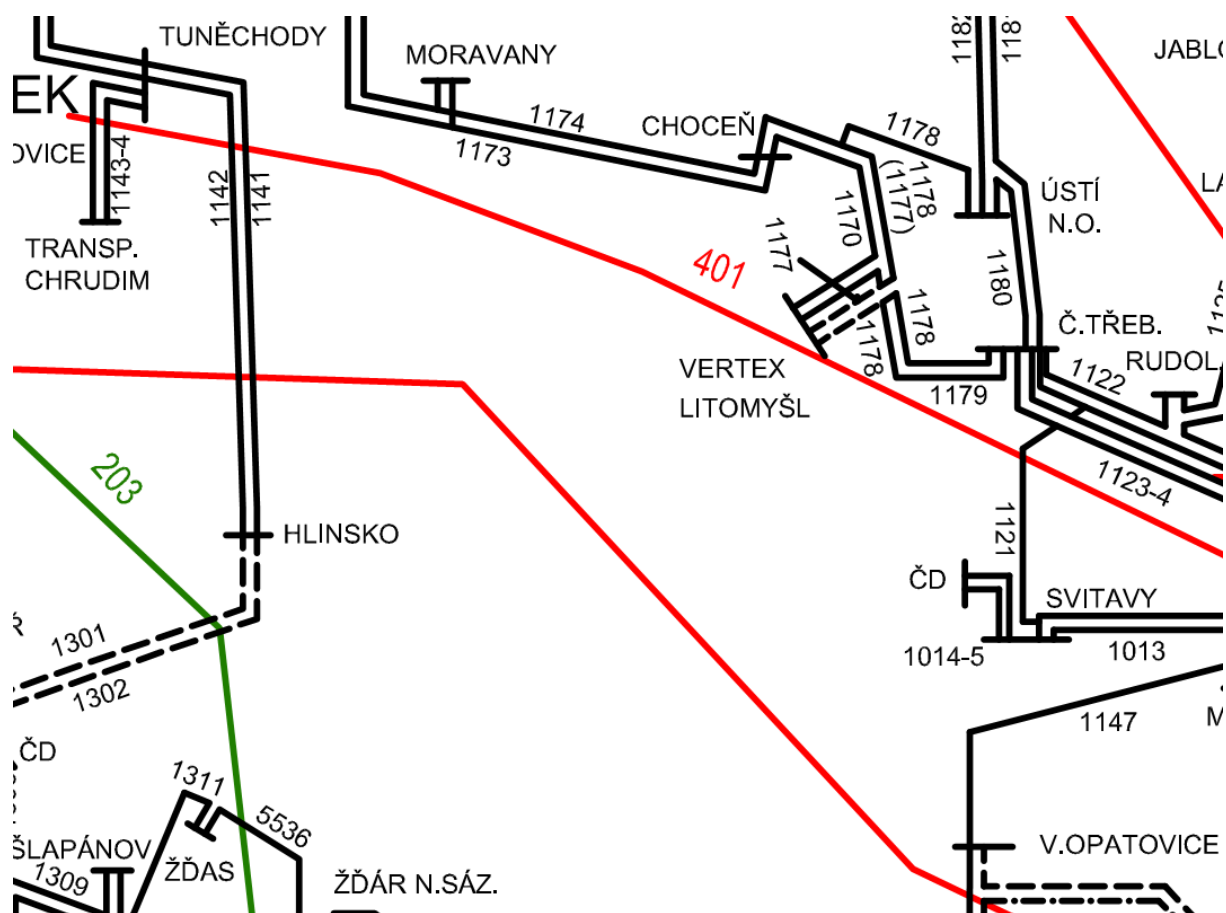 TUNĚCHODY
MORAVANY
1181
JABLO
EK
1174
CHOCEŇ
1178
OVICE
1143-4
1173
1142
1141
1178
(1177)
ÚSTÍ
N.O.
TRANSP.
CHRUDIM
1170
1177
401
1180
Č.TŘEB.
1178
1178
VERTEX
LITOMYŠL
1179
1122
RUDOL
1123-4
203
HLINSKO
1121
ČD
SVITAVY
1014-5
1013
1301
1302
1147
M
ČD
1311
5536
ŠLAPÁNOV
ŽĎAS
1309
ŽĎÁR N.SÁZ.
V.OPATOVICE